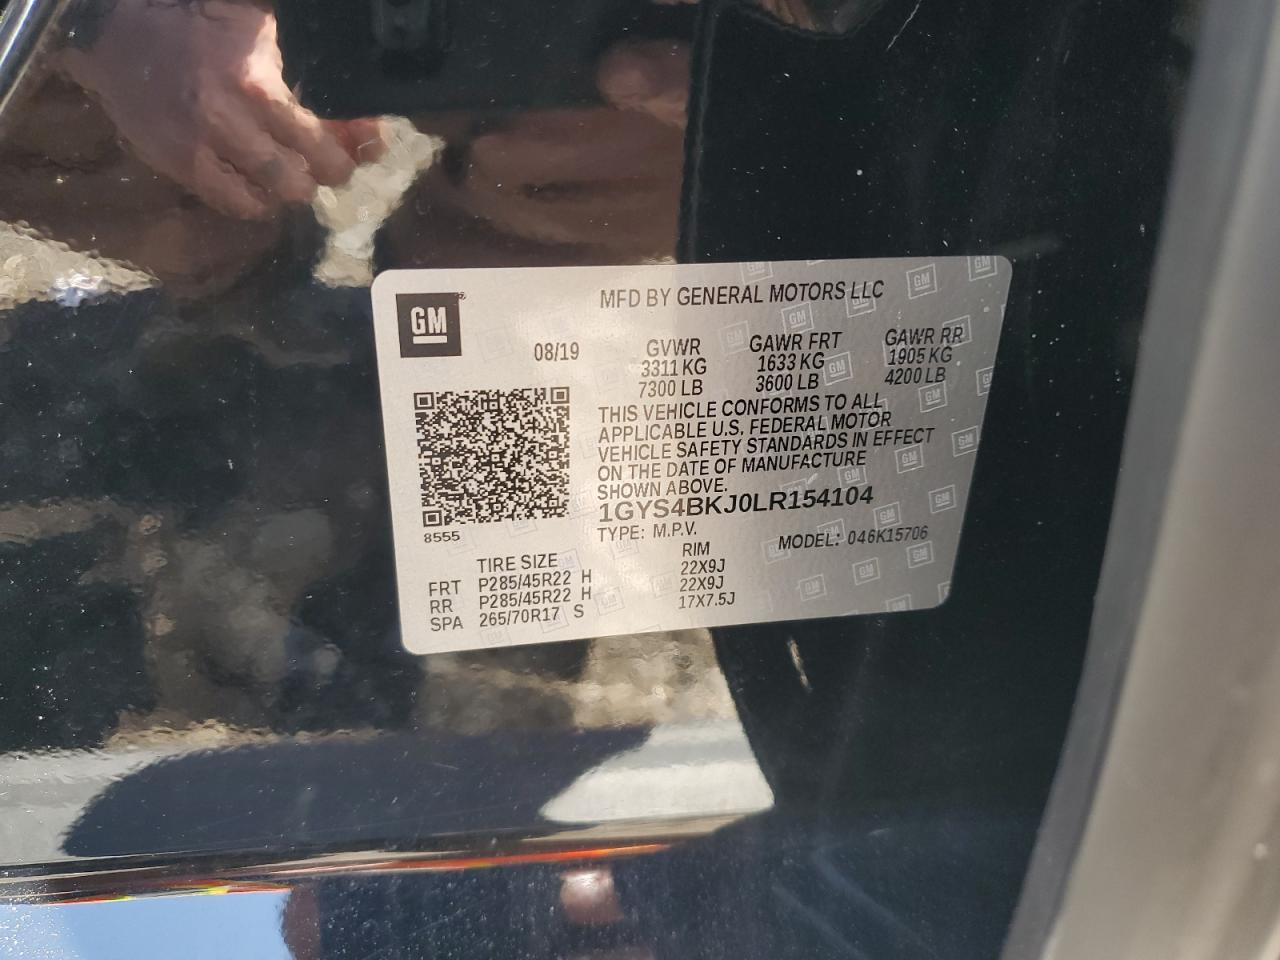 GM
MFD BY GENERAL MOTORS LLC
08/19
GVWR GAWR FRT GAWR RR
3311 KG 1633 KG 1905 KG
7300 LB 3600 LB 4200 LB
THIS VEHICLE CONFORMS TO ALL
APPLICABLE U.S. FEDERAL MOTOR
VEHICLE SAFETY STANDARDS IN EFFECT
ON THE DATE OF MANUFACTURE
SHOWN ABOVE.
1GYS4BKJ0LR154104
TYPE: M.P.V. MODEL: 046K15706
8555
TIRE SIZE RIM
FRT P285/45R22 H 22X9J
RR P285/45R22 H 22X9J
SPA 265/70R17 S 17X7.5J